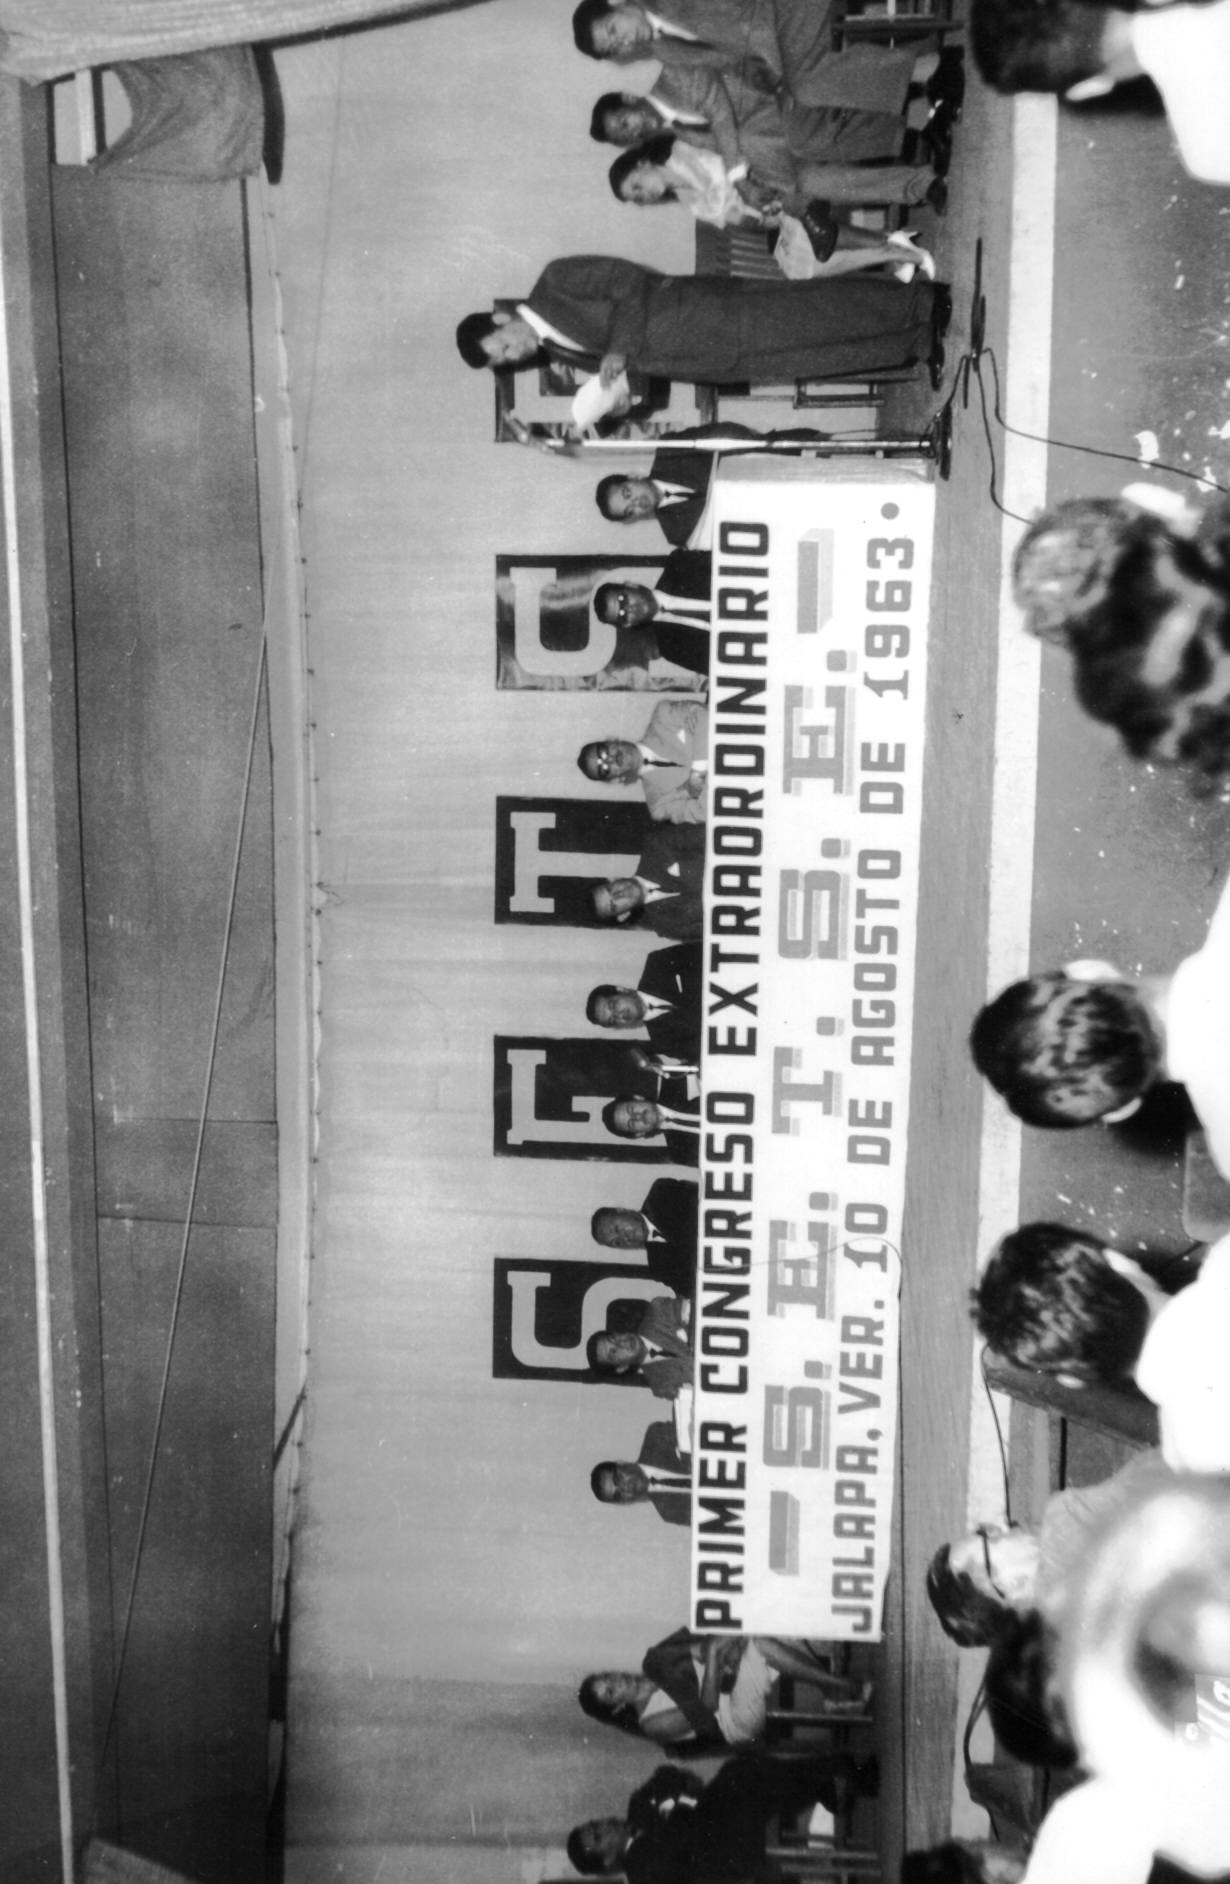 S E T S E
PRIMER CONGRESO EXTRAORDINARIO
— S. E. T. S. E. —
JALAPA, VER. 10 DE AGOSTO DE 1963.